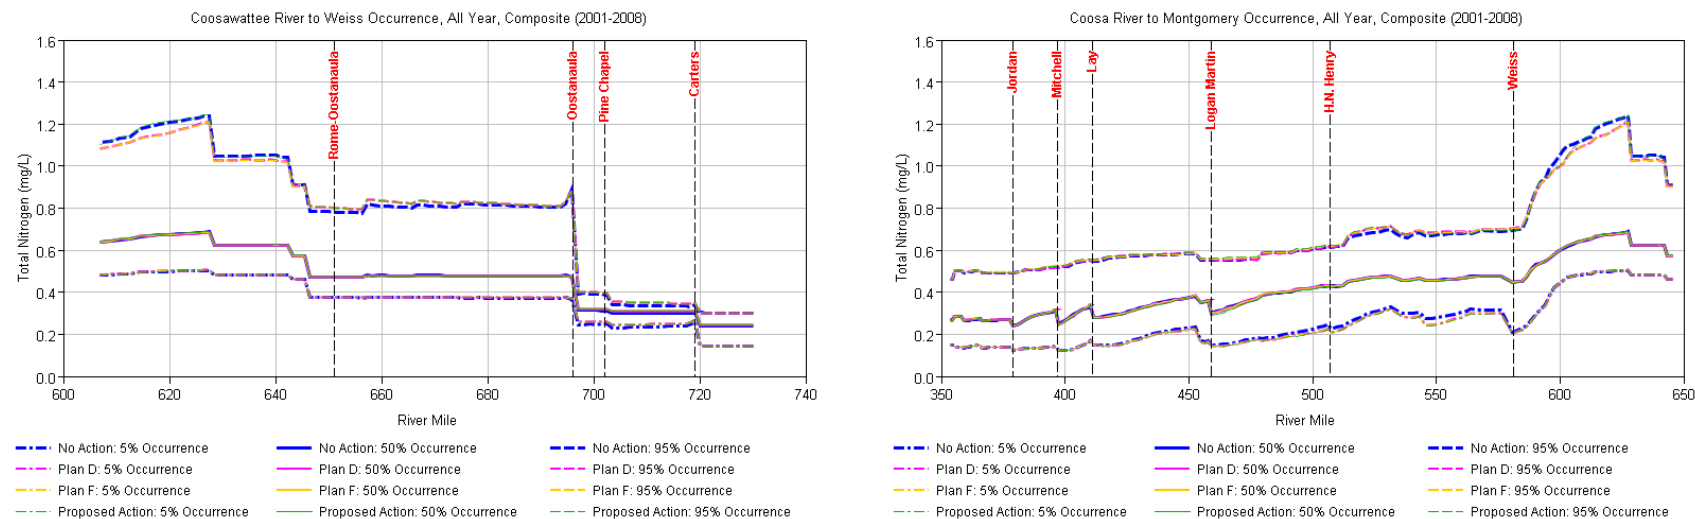 Coosawattee River to Weiss Occurrence, All Year, Composite (2001-2008)
1.6
1.4
1.2
1.0
0.8
0.6
0.4
0.2
0.0
Total Nitrogen (mg/L)
Rome-Oostanaula
Oostanaula
Pine Chapel
Carters
600
620
640
660
680
700
720
740
River Mile
No Action: 5% Occurrence
No Action: 50% Occurrence
No Action: 95% Occurrence
Plan D: 5% Occurrence
Plan D: 50% Occurrence
Plan D: 95% Occurrence
Plan F: 5% Occurrence
Plan F: 50% Occurrence
Plan F: 95% Occurrence
Proposed Action: 5% Occurrence
Proposed Action: 50% Occurrence
Proposed Action: 95% Occurrence
Coosa River to Montgomery Occurrence, All Year, Composite (2001-2008)
1.6
1.4
1.2
1.0
0.8
0.6
0.4
0.2
0.0
Total Nitrogen (mg/L)
Jordan
Mitchell
Lay
Logan Martin
H.N. Henry
Weiss
350
400
450
500
550
600
650
River Mile
No Action: 5% Occurrence
No Action: 50% Occurrence
No Action: 95% Occurrence
Plan D: 5% Occurrence
Plan D: 50% Occurrence
Plan D: 95% Occurrence
Plan F: 5% Occurrence
Plan F: 50% Occurrence
Plan F: 95% Occurrence
Proposed Action: 5% Occurrence
Proposed Action: 50% Occurrence
Proposed Action: 95% Occurrence